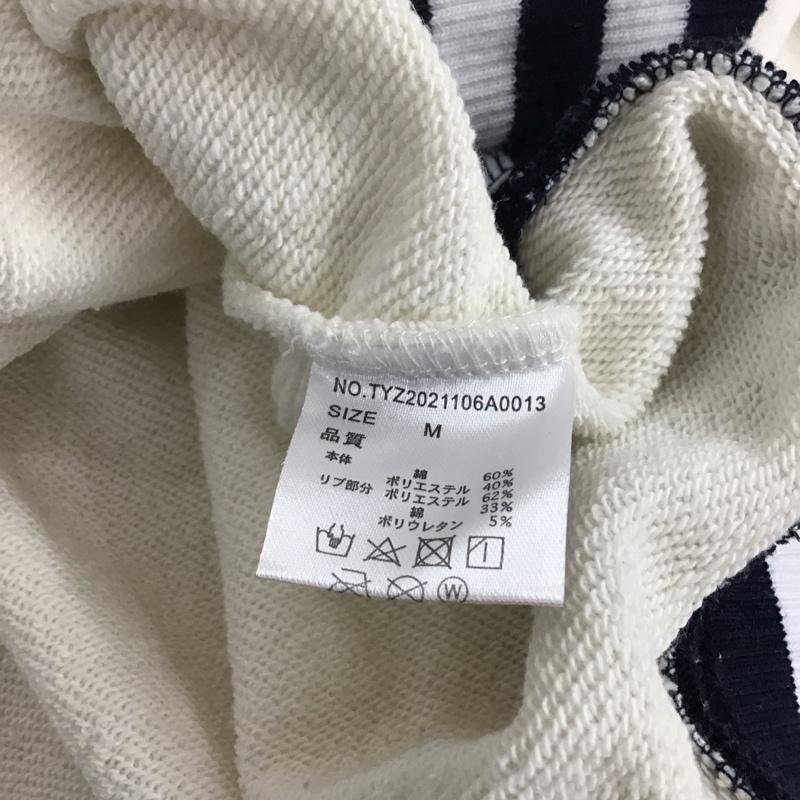 NO.TYZ2021106A0013
SIZE M
品質
本体 綿 60%
ポリエステル 40%
リブ部分 ポリエステル 62%
綿 33%
ポリウレタン 5%
W